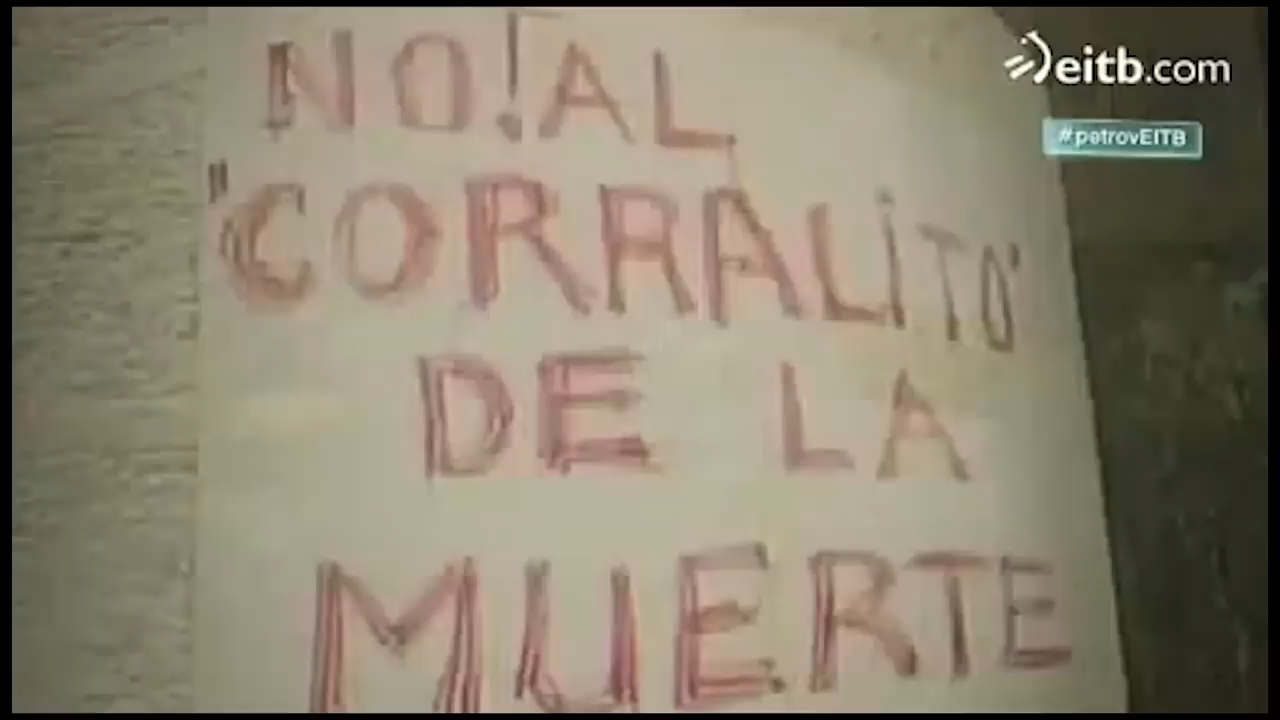 NO! AL
"CORRALiTO"
DE LA
MUERTE
eitb.com
#petrovEITB